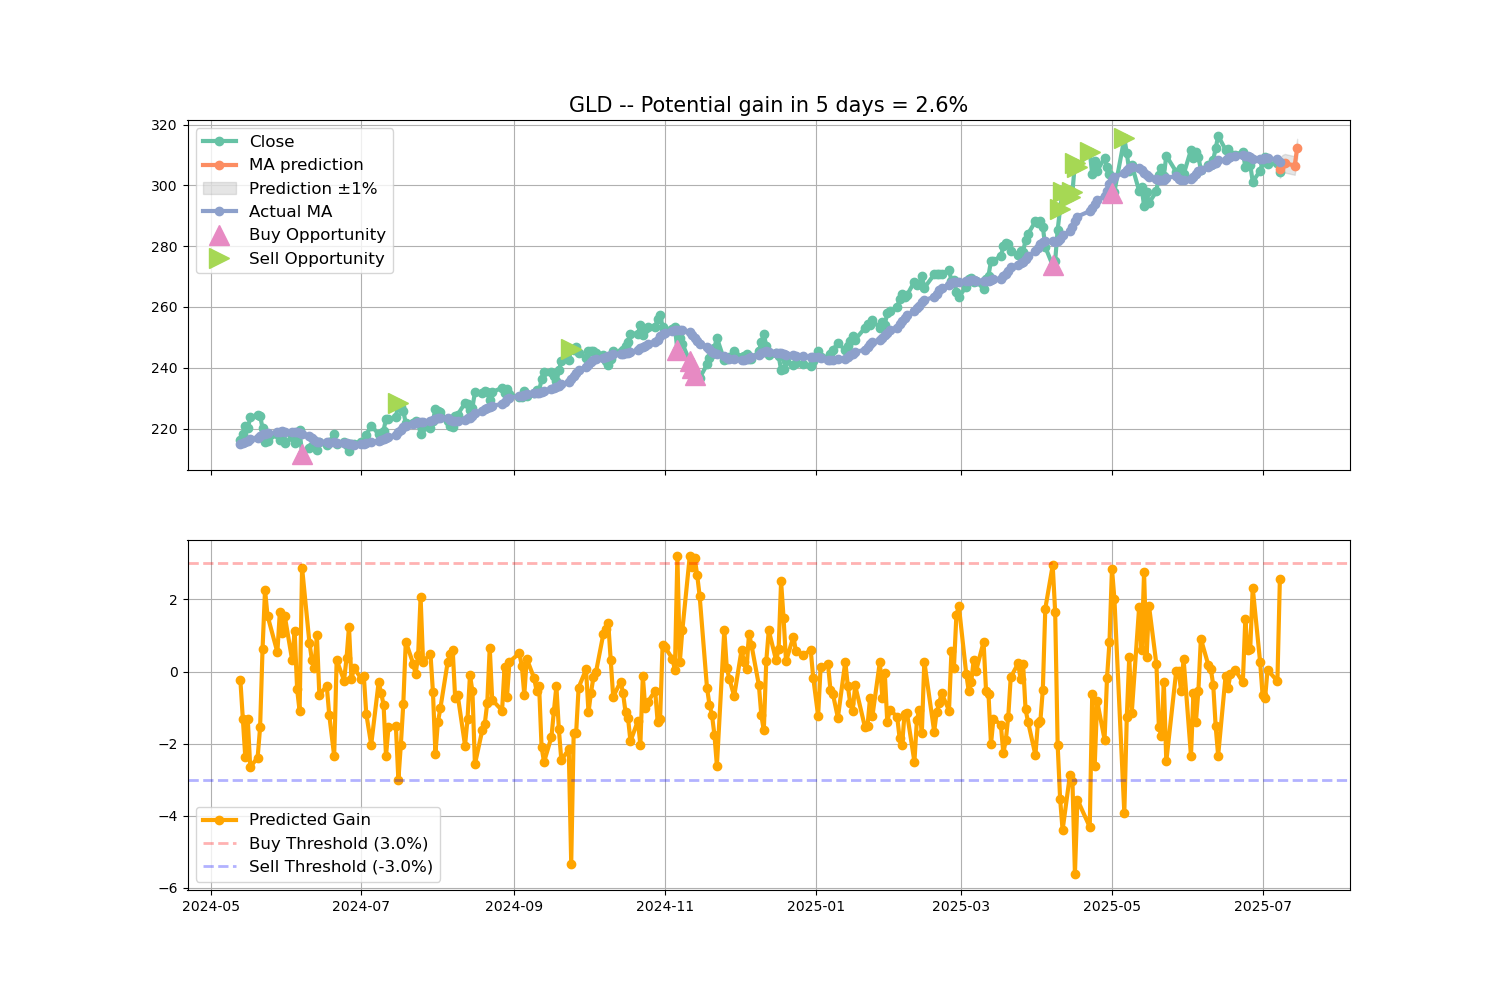 GLD -- Potential gain in 5 days = 2.6%
320
300
280
260
240
220
Close
MA prediction
Prediction ±1%
Actual MA
Buy Opportunity
Sell Opportunity
2
0
−2
−4
−6
Predicted Gain
Buy Threshold (3.0%)
Sell Threshold (-3.0%)
2024-05 2024-07 2024-09 2024-11 2025-01 2025-03 2025-05 2025-07